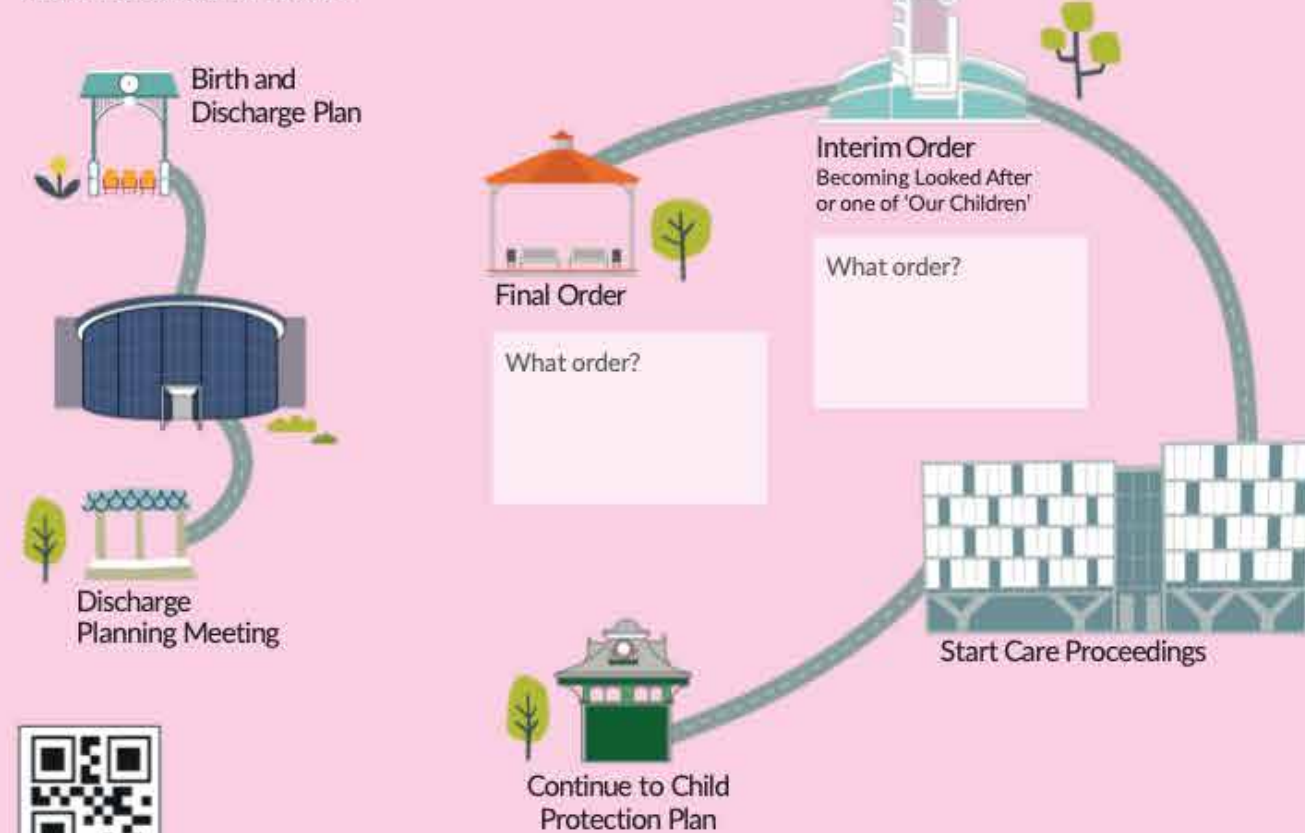 Birth and
Discharge Plan
Discharge
Planning Meeting
Interim Order
Becoming Looked After
or one of 'Our Children'
What order?
Final Order
What order?
Start Care Proceedings
Continue to Child
Protection Plan